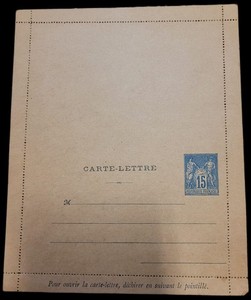 CARTE-LETTRE
15
M
Pour ouvrir la carte-lettre, déchirer en suivant le pointillé.